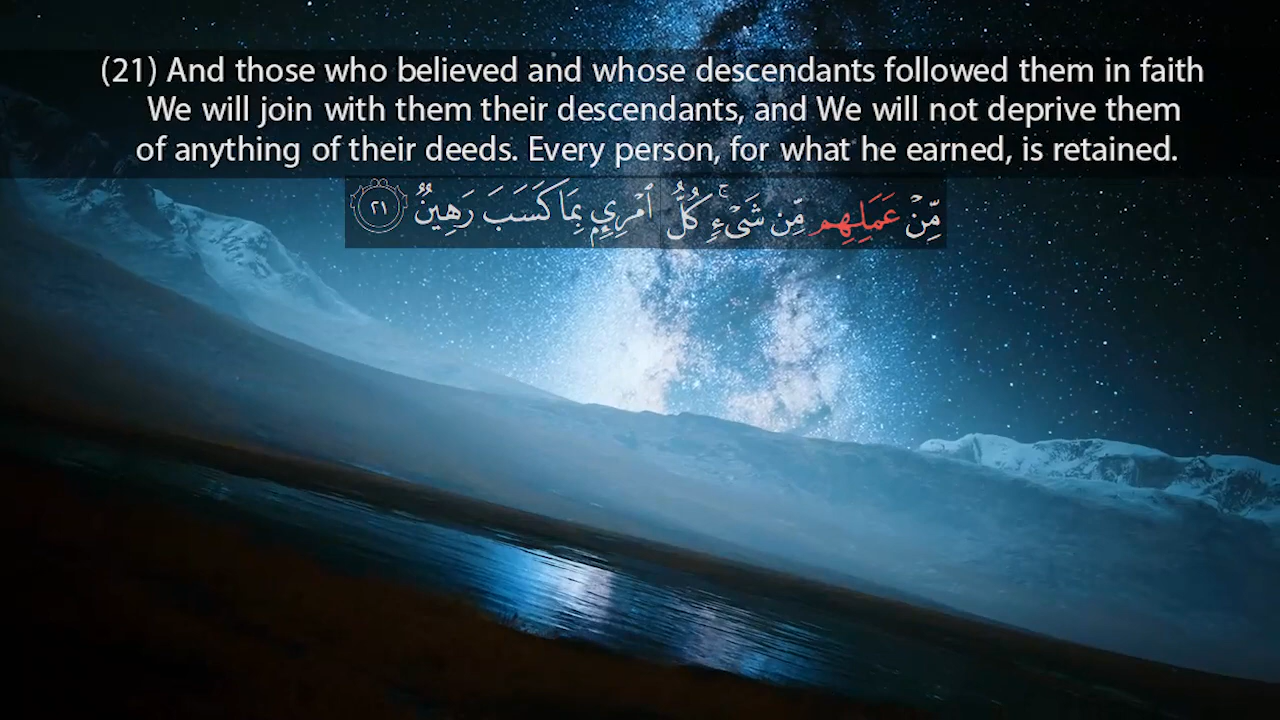 (21) And those who believed and whose descendants followed them in faith
We will join with them their descendants, and We will not deprive them
of anything of their deeds. Every person, for what he earned, is retained.
مِّنْ عَمَلِهِم مِّن شَىْءٍۢ ۚ كُلُّ ٱمْرِئٍۭ بِمَا كَسَبَ رَهِينٌۭ ٢١